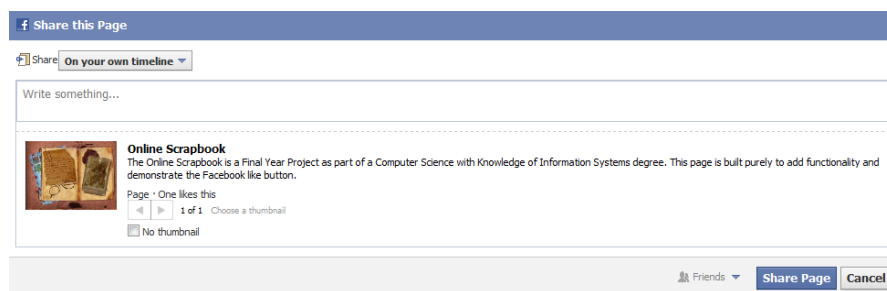 Share this Page
Share On your own timeline
Write something...
Online Scrapbook
The Online Scrapbook is a Final Year Project as part of a Computer Science with Knowledge of Information Systems degree. This page is built purely to add functionality and
demonstrate the Facebook like button.
Page · One likes this
1 of 1 Choose a thumbnail
No thumbnail
Friends Share Page Cancel